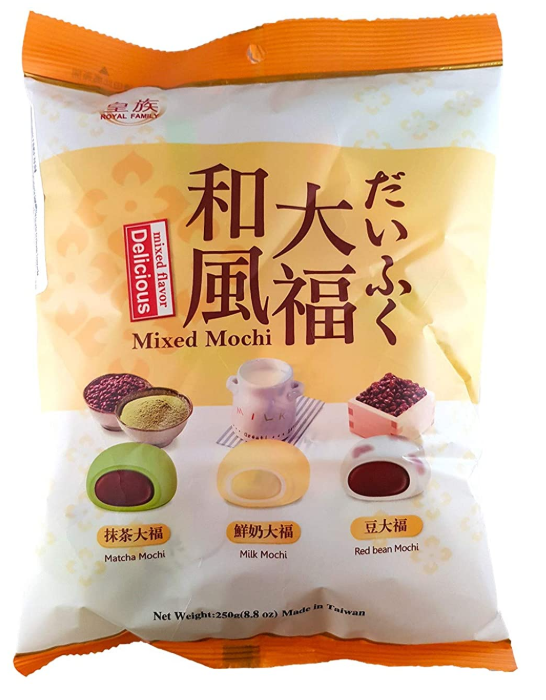 皇族
ROYAL FAMILY
だいふく
大福
和風
mixed flavor
Delicious
Mixed Mochi
MILK
抹茶大福
Matcha Mochi
鮮奶大福
Milk Mochi
豆大福
Red bean Mochi
Net Weight:250g(8.8 oz) Made in Taiwan